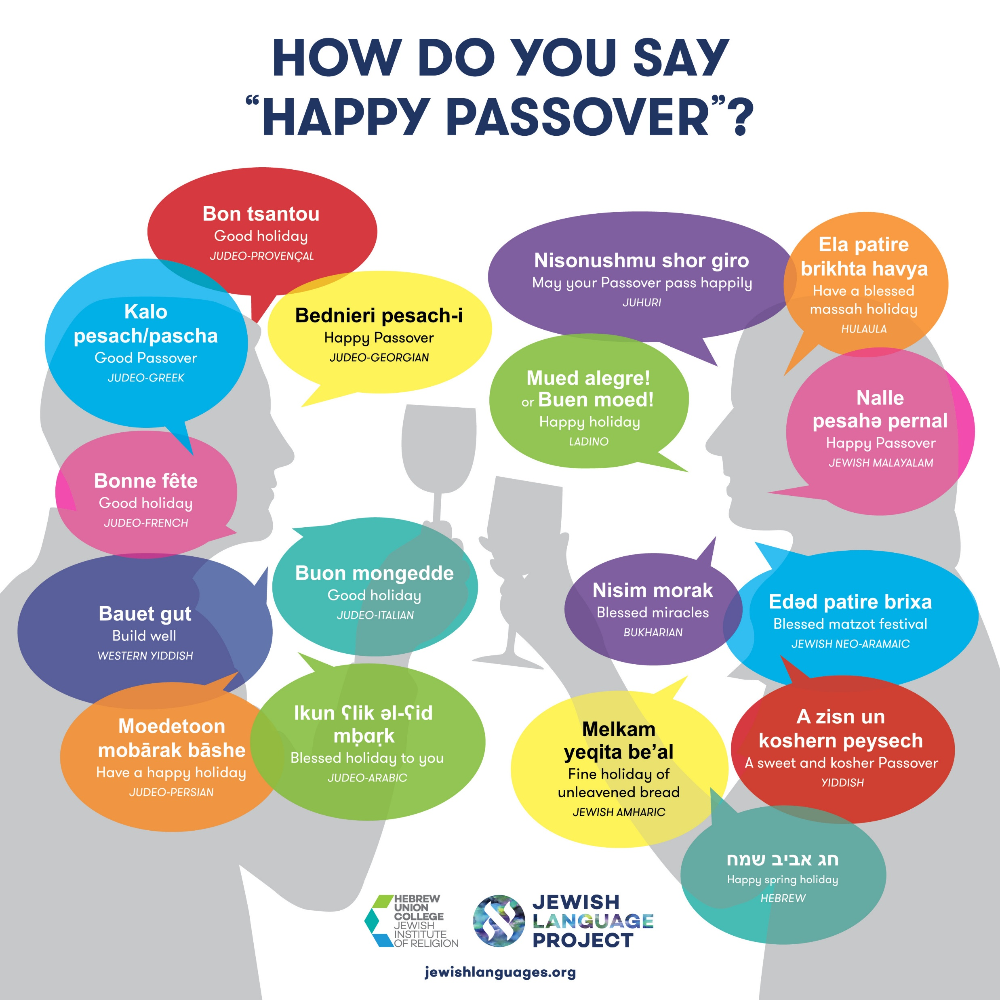 HOW DO YOU SAY
“HAPPY PASSOVER”?
Bon tsantou
Good holiday
JUDEO-PROVENÇAL
Kalo
pesach/pascha
Good Passover
JUDEO-GREEK
Bednieri pesach-i
Happy Passover
JUDEO-GEORGIAN
Nisonushmu shor giro
May your Passover pass happily
JUHURI
Ela patire
brikhta havya
Have a blessed
massah holiday
HULAULA
Mued alegre!
or Buen moed!
Happy holiday
LADINO
Nalle
pesahə pernal
Happy Passover
JEWISH MALAYALAM
Bonne fête
Good holiday
JUDEO-FRENCH
Buon mongedde
Good holiday
JUDEO-ITALIAN
Bauet gut
Build well
WESTERN YIDDISH
Nisim morak
Blessed miracles
BUKHARIAN
Edəd patire brixa
Blessed matzot festival
JEWISH NEO-ARAMAIC
Moedetoon
mobārak bāshe
Have a happy holiday
JUDEO-PERSIAN
Ikun ʕlik əl-ʕid
mḅɑṛk
Blessed holiday to you
JUDEO-ARABIC
Melkam
yeqita be’al
Fine holiday of
unleavened bread
JEWISH AMHARIC
A zisn un
koshern peysech
A sweet and kosher Passover
YIDDISH
חג אביב שמח
Happy spring holiday
HEBREW
HEBREW
UNION
COLLEGE
JEWISH
INSTITUTE
OF RELIGION
JEWISH
LANGUAGE
PROJECT
jewishlanguages.org